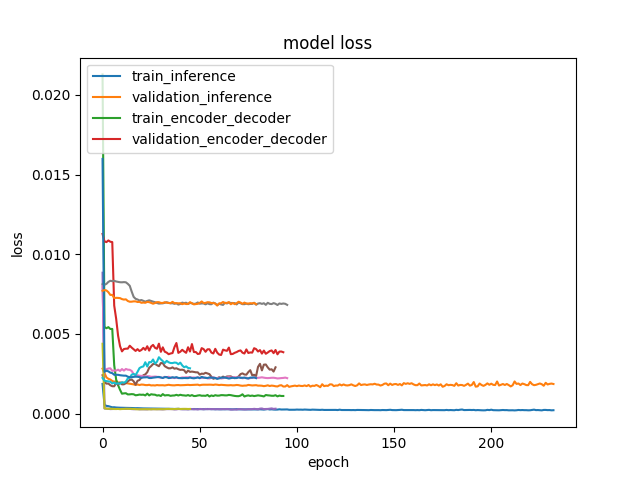 model loss
train_inference
validation_inference
train_encoder_decoder
validation_encoder_decoder
loss
0.020
0.015
0.010
0.005
0.000
0 50 100 150 200
epoch